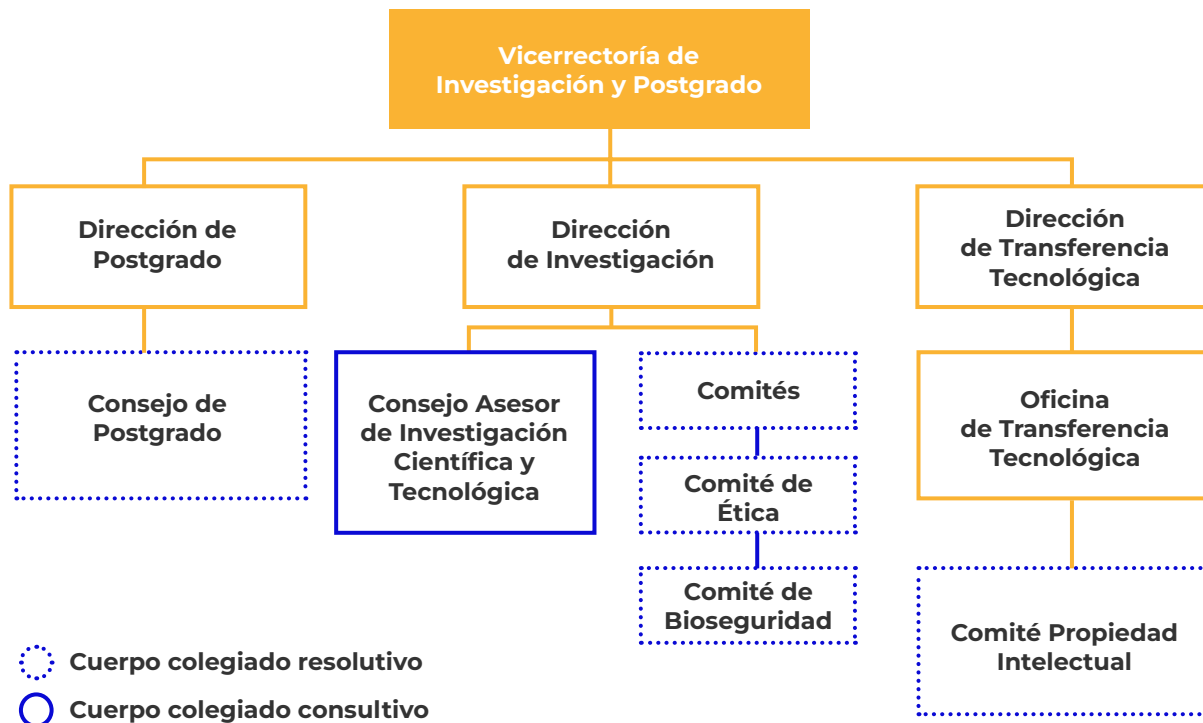 Vicerrectoría de
Investigación y Postgrado
Dirección de
Postgrado
Dirección
de Investigación
Dirección
de Transferencia
Tecnológica
Consejo de
Postgrado
Consejo Asesor
de Investigación
Científica y
Tecnológica
Comités
Comité de
Ética
Comité de
Bioseguridad
Oficina
de Transferencia
Tecnológica
Comité Propiedad
Intelectual
Cuerpo colegiado resolutivo
Cuerpo colegiado consultivo